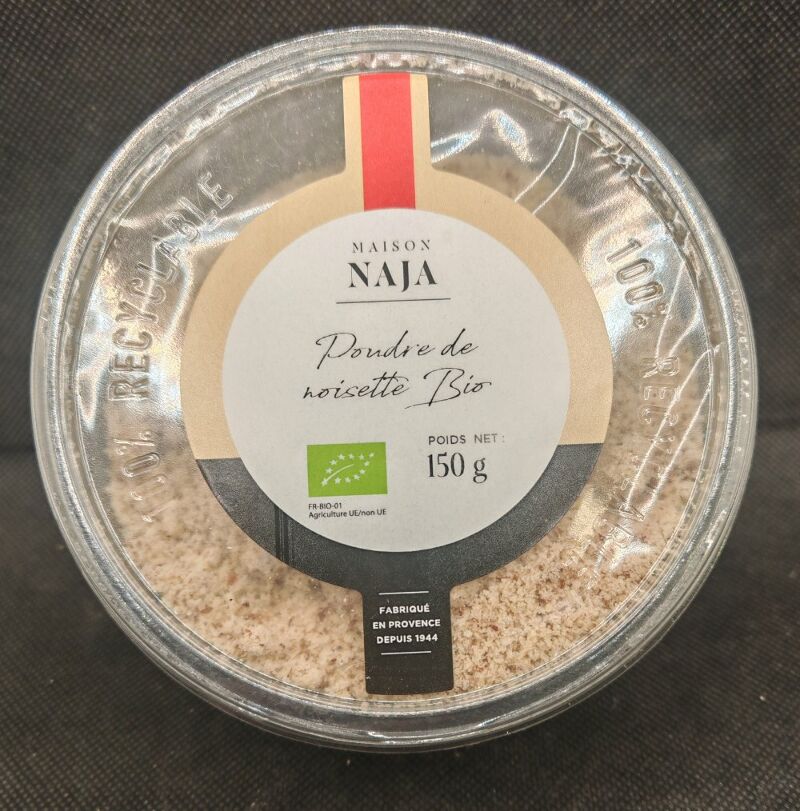 100% RECYCLABLE
100% RECYCLABLE
MAISON
NAJA
Poudre de
noisette Bio
POIDS NET :
150 g
FR-BIO-01
Agriculture UE/non UE
FABRIQUÉ
EN PROVENCE
DEPUIS 1944